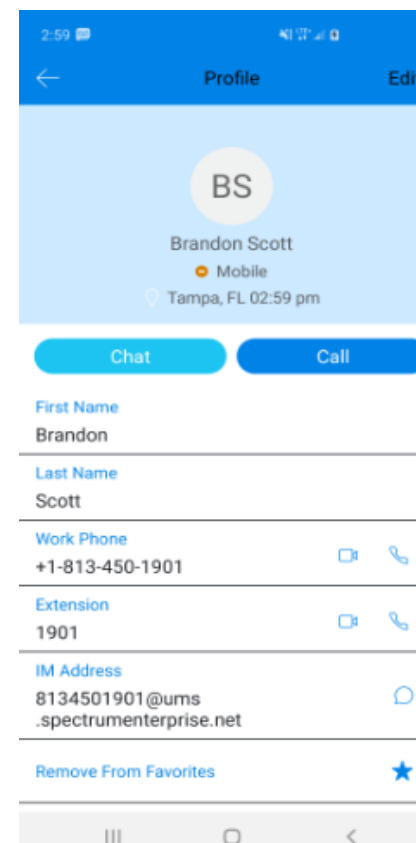 2:59
Profile
Edi
BS
Brandon Scott
Mobile
Tampa, FL 02:59 pm
Chat
Call
First Name
Brandon
Last Name
Scott
Work Phone
+1-813-450-1901
Extension
1901
IM Address
8134501901@ums
.spectrumenterprise.net
Remove From Favorites